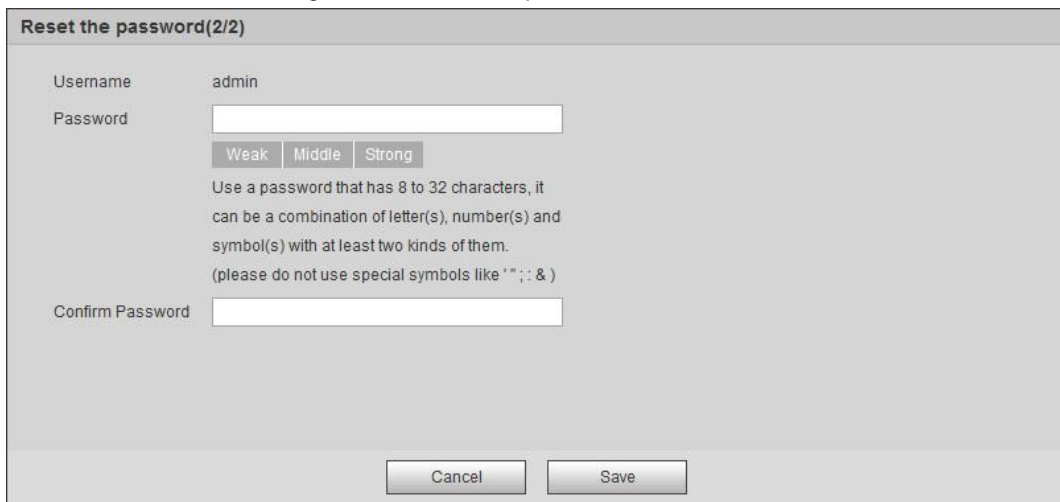 Reset the password(2/2)
Username admin
Password
Weak Middle Strong
Use a password that has 8 to 32 characters, it
can be a combination of letter(s), number(s) and
symbol(s) with at least two kinds of them.
(please do not use special symbols like ' " ; : & )
Confirm Password
Cancel Save